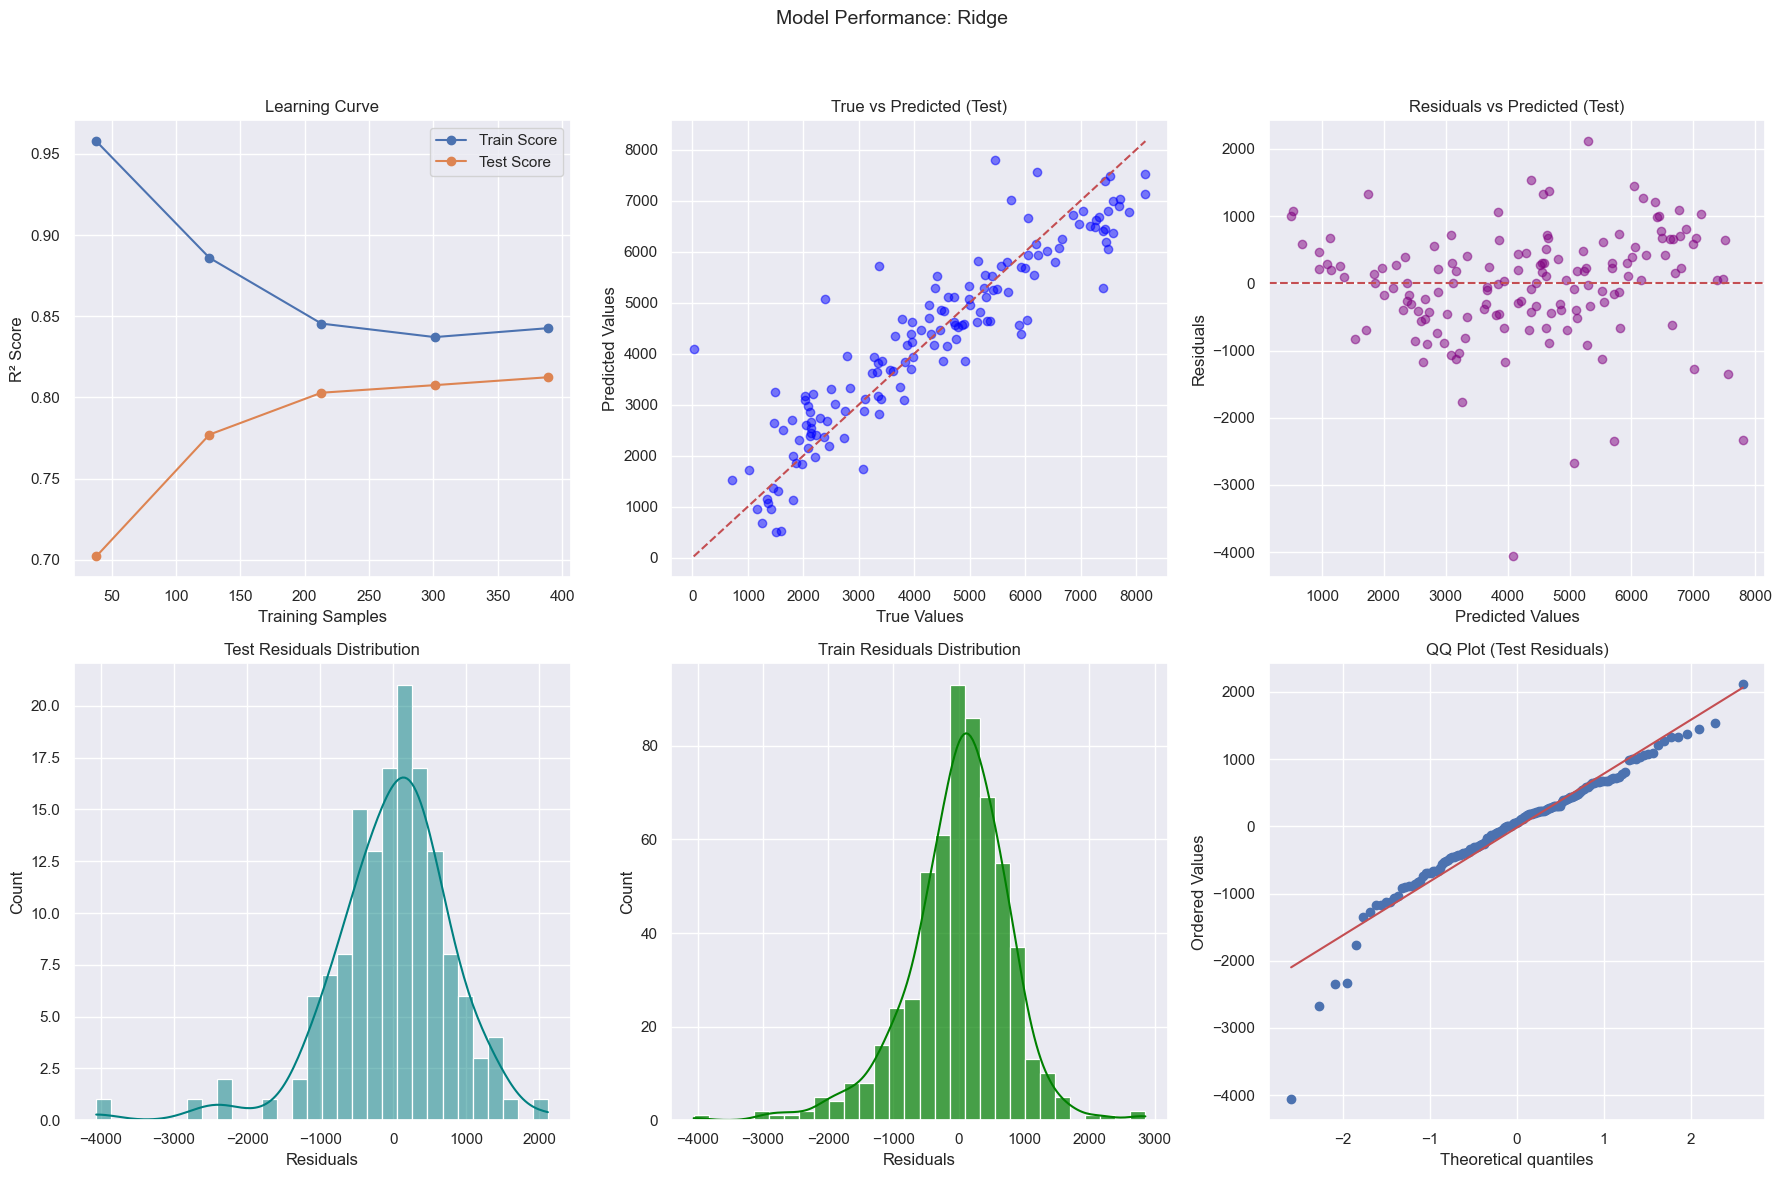 Model Performance: Ridge
Learning Curve
Train Score
Test Score
0.95
0.90
0.85
0.80
0.75
0.70
R² Score
50 100 150 200 250 300 350 400
Training Samples
True vs Predicted (Test)
8000
7000
6000
5000
4000
3000
2000
1000
0
Predicted Values
0 1000 2000 3000 4000 5000 6000 7000 8000
True Values
Residuals vs Predicted (Test)
2000
1000
0
−1000
−2000
−3000
−4000
Residuals
1000 2000 3000 4000 5000 6000 7000 8000
Predicted Values
Test Residuals Distribution
20.0
17.5
15.0
12.5
10.0
7.5
5.0
2.5
0.0
Count
−4000 −3000 −2000 −1000 0 1000 2000
Residuals
Train Residuals Distribution
80
60
40
20
0
Count
−4000 −3000 −2000 −1000 0 1000 2000 3000
Residuals
QQ Plot (Test Residuals)
2000
1000
0
−1000
−2000
−3000
−4000
Ordered Values
−2 −1 0 1 2
Theoretical quantiles